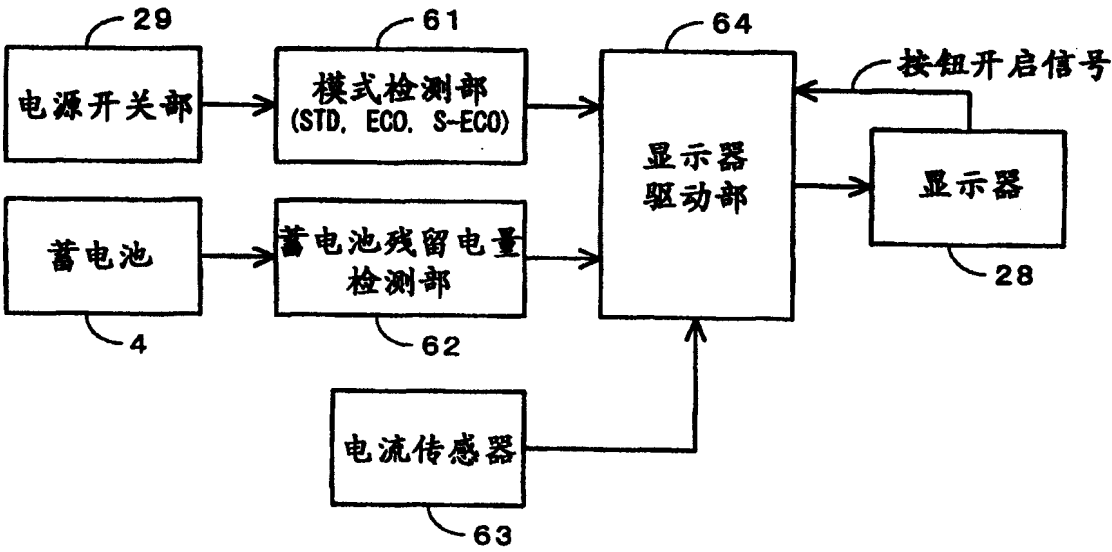 29
61
64
电源开关部
模式检测部
(STD, ECO, S-ECO)
按钮开启信号
显示器
驱动部
显示器
28
蓄电池
蓄电池残留电量
检测部
4
62
电流传感器
63